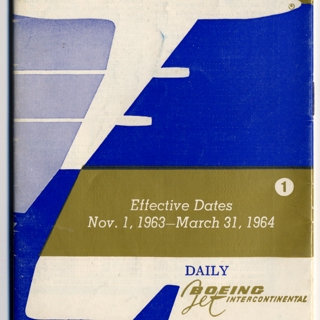 ®
1
Effective Dates
Nov. 1, 1963—March 31, 1964
DAILY
BOEING
Jet INTERCONTINENTAL